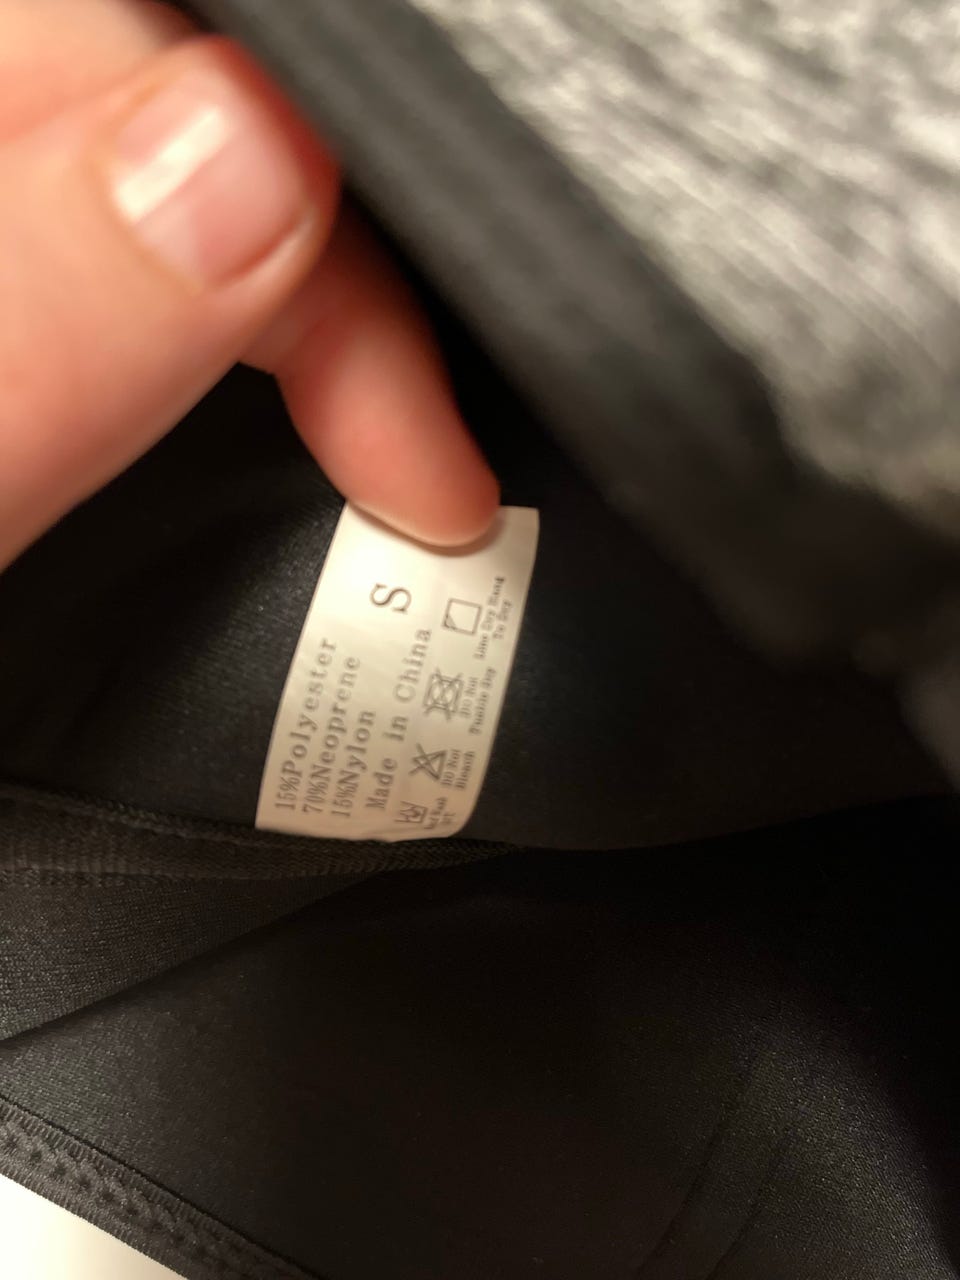 S
15%Polyester
70%Neoprene
15%Nylon
Made in China
Do Not
Bleach
Do Not
Tumble Dry
Line Dry Hang
To Dry